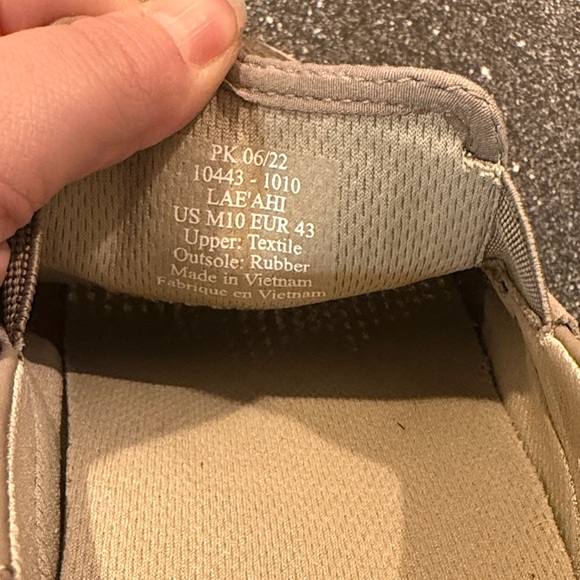 PK 06/22
10443 - 1010
LAE'AHI
US M10 EUR 43
Upper: Textile
Outsole: Rubber
Made in Vietnam
Fabrique en Vietnam